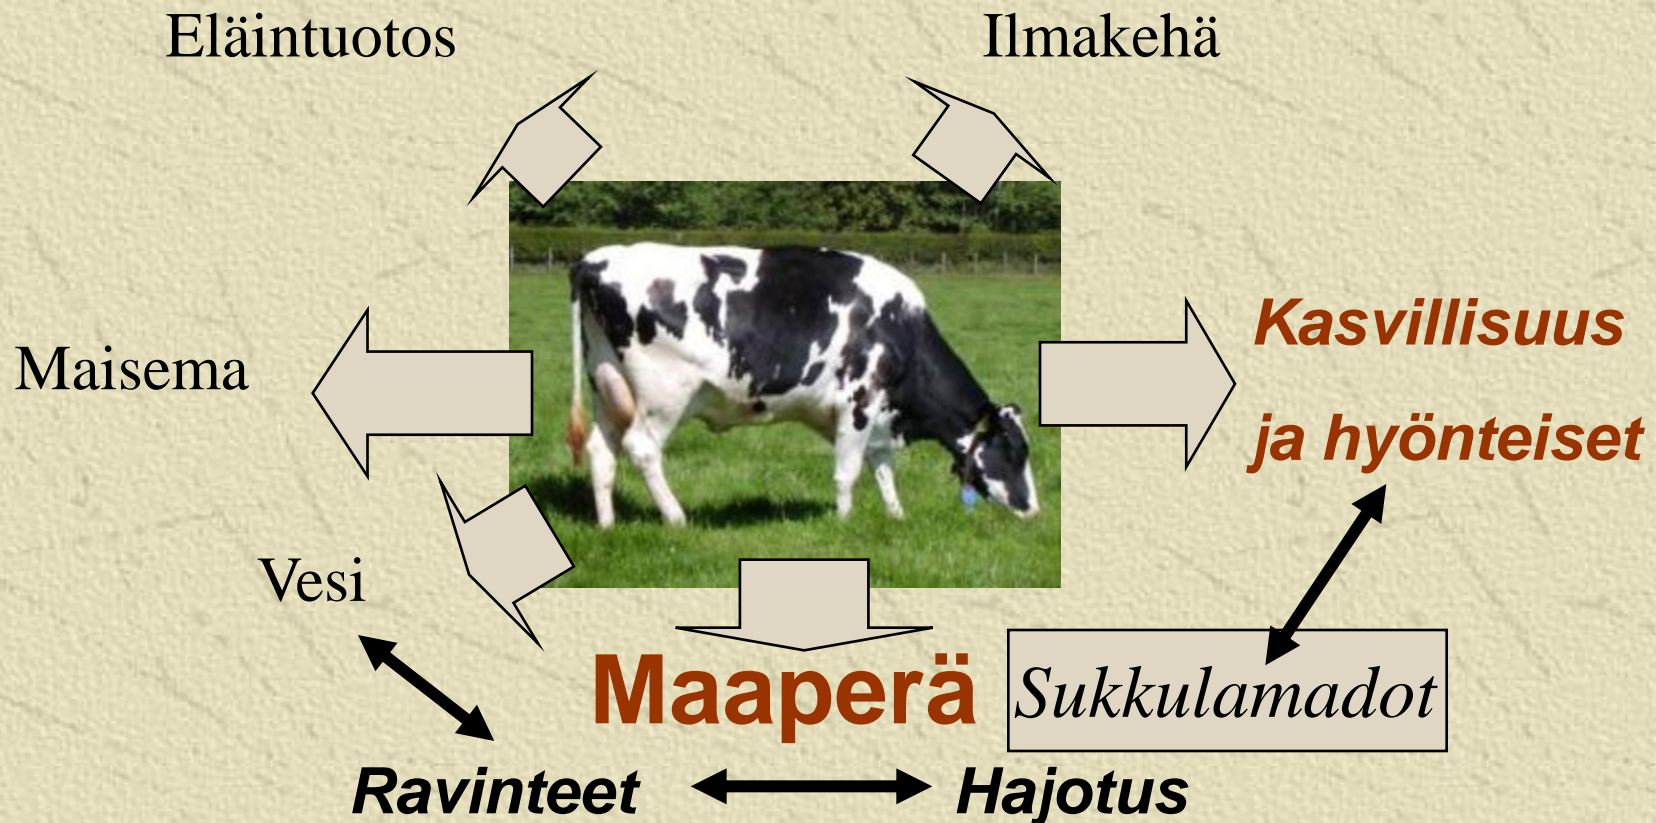 Eläintuotos
Ilmakehä
Kasvillisuus
ja hyönteiset
Maisema
Vesi
Maaperä
Sukkulamadot
Ravinteet
Hajotus